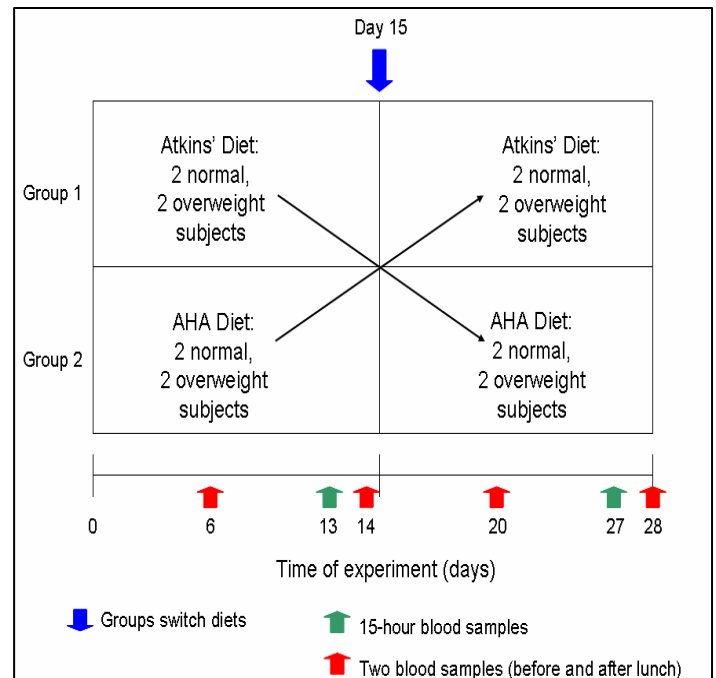 Day 15
Group 1
Atkins' Diet:
2 normal,
2 overweight
subjects
Atkins' Diet:
2 normal,
2 overweight
subjects
Group 2
AHA Diet:
2 normal,
2 overweight
subjects
AHA Diet:
2 normal,
2 overweight
subjects
0 6 13 14 20 27 28
Time of experiment (days)
Groups switch diets
15-hour blood samples
Two blood samples (before and after lunch)